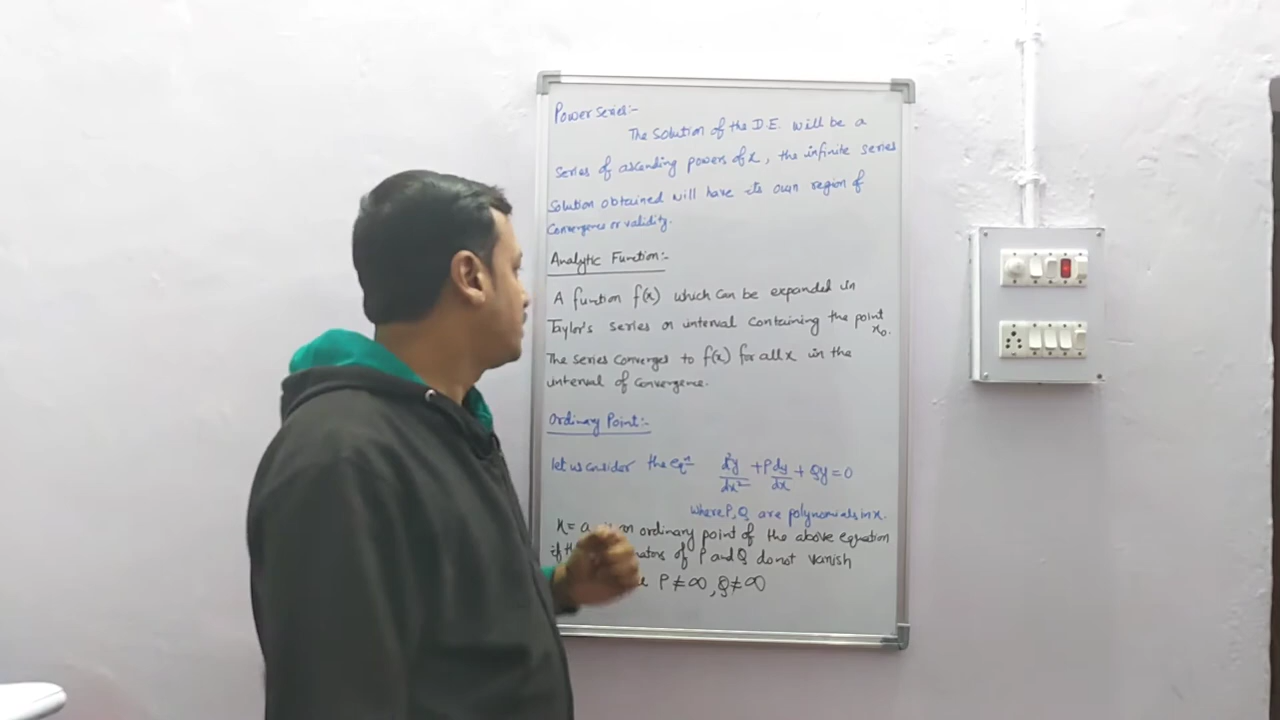 Power Series:-
The Solution of the D.E. will be a
Series of ascending powers of x, the infinite series
Solution obtained will have its own region of
Convergence or validity.
Analytic Function:-
A function f(x) which can be expanded in
Taylor's series or interval containing the point x₀.
The series converges to f(x) for all x in the
interval of convergence.
Ordinary Point:-
let us consider the eqⁿ d²y/dx² + P dy/dx + Qy = 0
where P, Q are polynomials in x.
x = a is an ordinary point of the above equation
if of P and Q do not vanish
P ≠ ∞, Q ≠ ∞